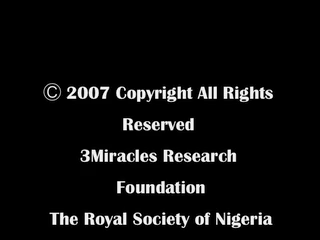 © 2007 Copyright All Rights
Reserved
3Miracles Research
Foundation
The Royal Society of Nigeria